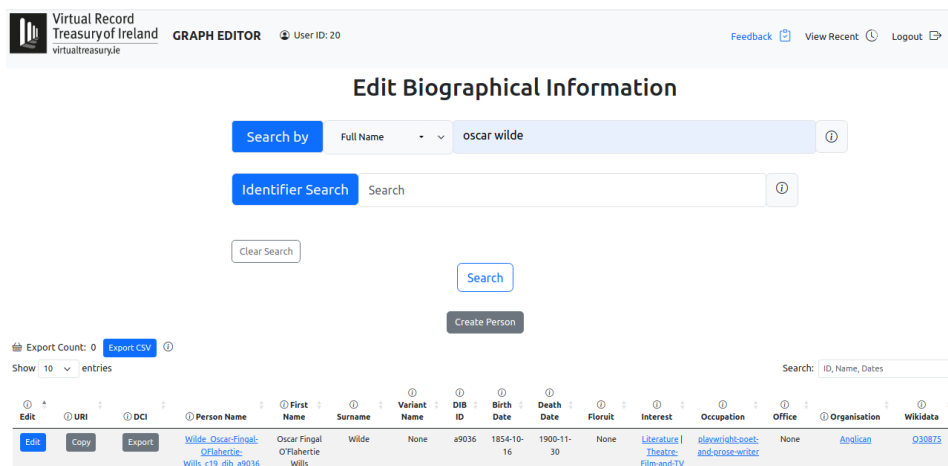 Virtual Record
Treasury of Ireland
virtualtreasury.ie
GRAPH EDITOR
User ID: 20
Feedback
View Recent
Logout
Edit Biographical Information
Search by
Full Name
oscar wilde
Identifier Search
Search
Clear Search
Search
Create Person
Export Count: 0
Export CSV
Show 10 entries
Search: ID, Name, Dates
Edit
URI
DCI
Person Name
First
Name
Surname
Variant
Name
DIB
ID
Birth
Date
Death
Date
Floruit
Interest
Occupation
Office
Organisation
Wikidata
Edit
Copy
Export
Wilde_Oscar-Fingal-
OFlahertie-
Wills_c19_dib_a9036
Oscar Fingal
O'Flahertie
Wills
Wilde
None
a9036
1854-10-
16
1900-11-
30
None
Literature |
Theatre-
Film-and-TV
playwright-poet-
and-prose-writer
None
Anglican
Q30875